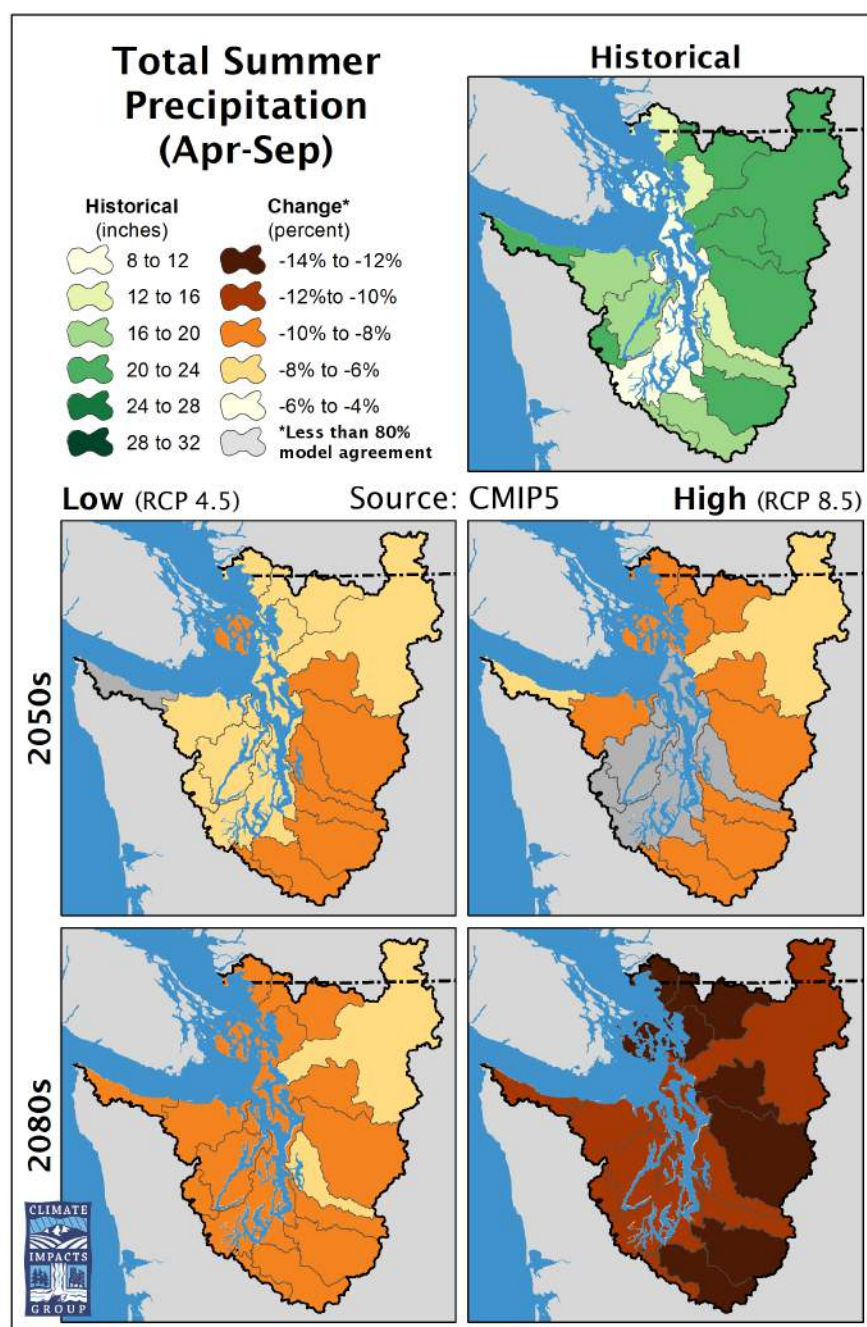 Total Summer
Precipitation
(Apr-Sep)
Historical
Historical
(inches)
Change*
(percent)
8 to 12
-14% to -12%
12 to 16
-12%to -10%
16 to 20
-10% to -8%
20 to 24
-8% to -6%
24 to 28
-6% to -4%
28 to 32
*Less than 80%
model agreement
Low (RCP 4.5)
Source: CMIP5
High (RCP 8.5)
2050s
2080s
CLIMATE
IMPACTS
GROUP